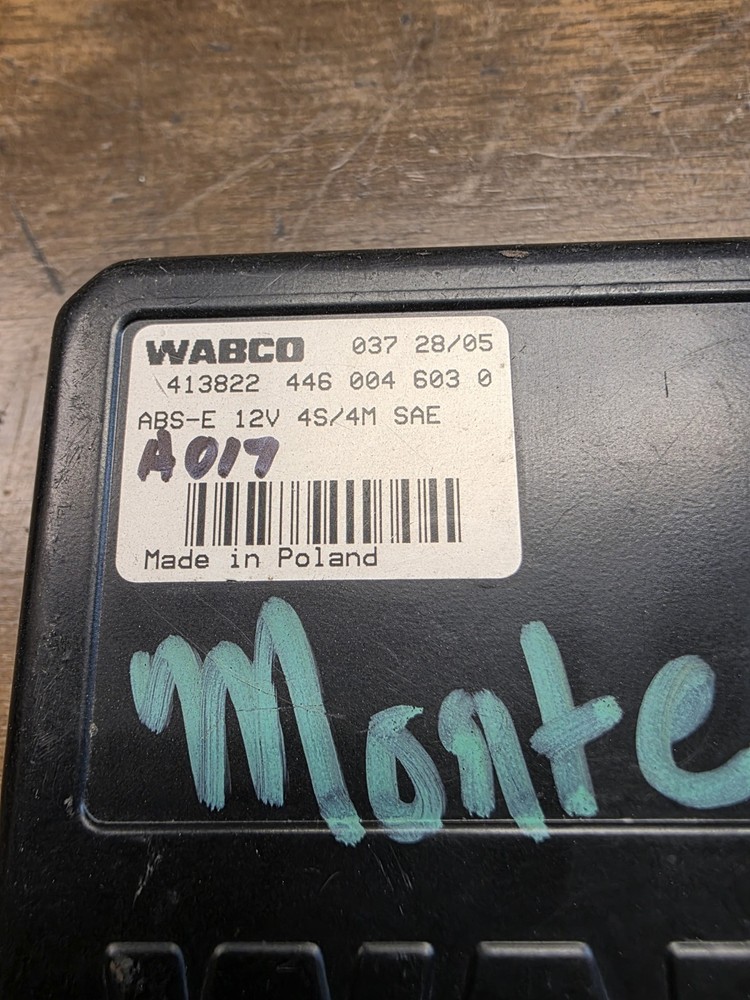 WABCO 037 28/05
413822 446 004 603 0
ABS-E 12V 4S/4M SAE
A017
Made in Poland
Monte